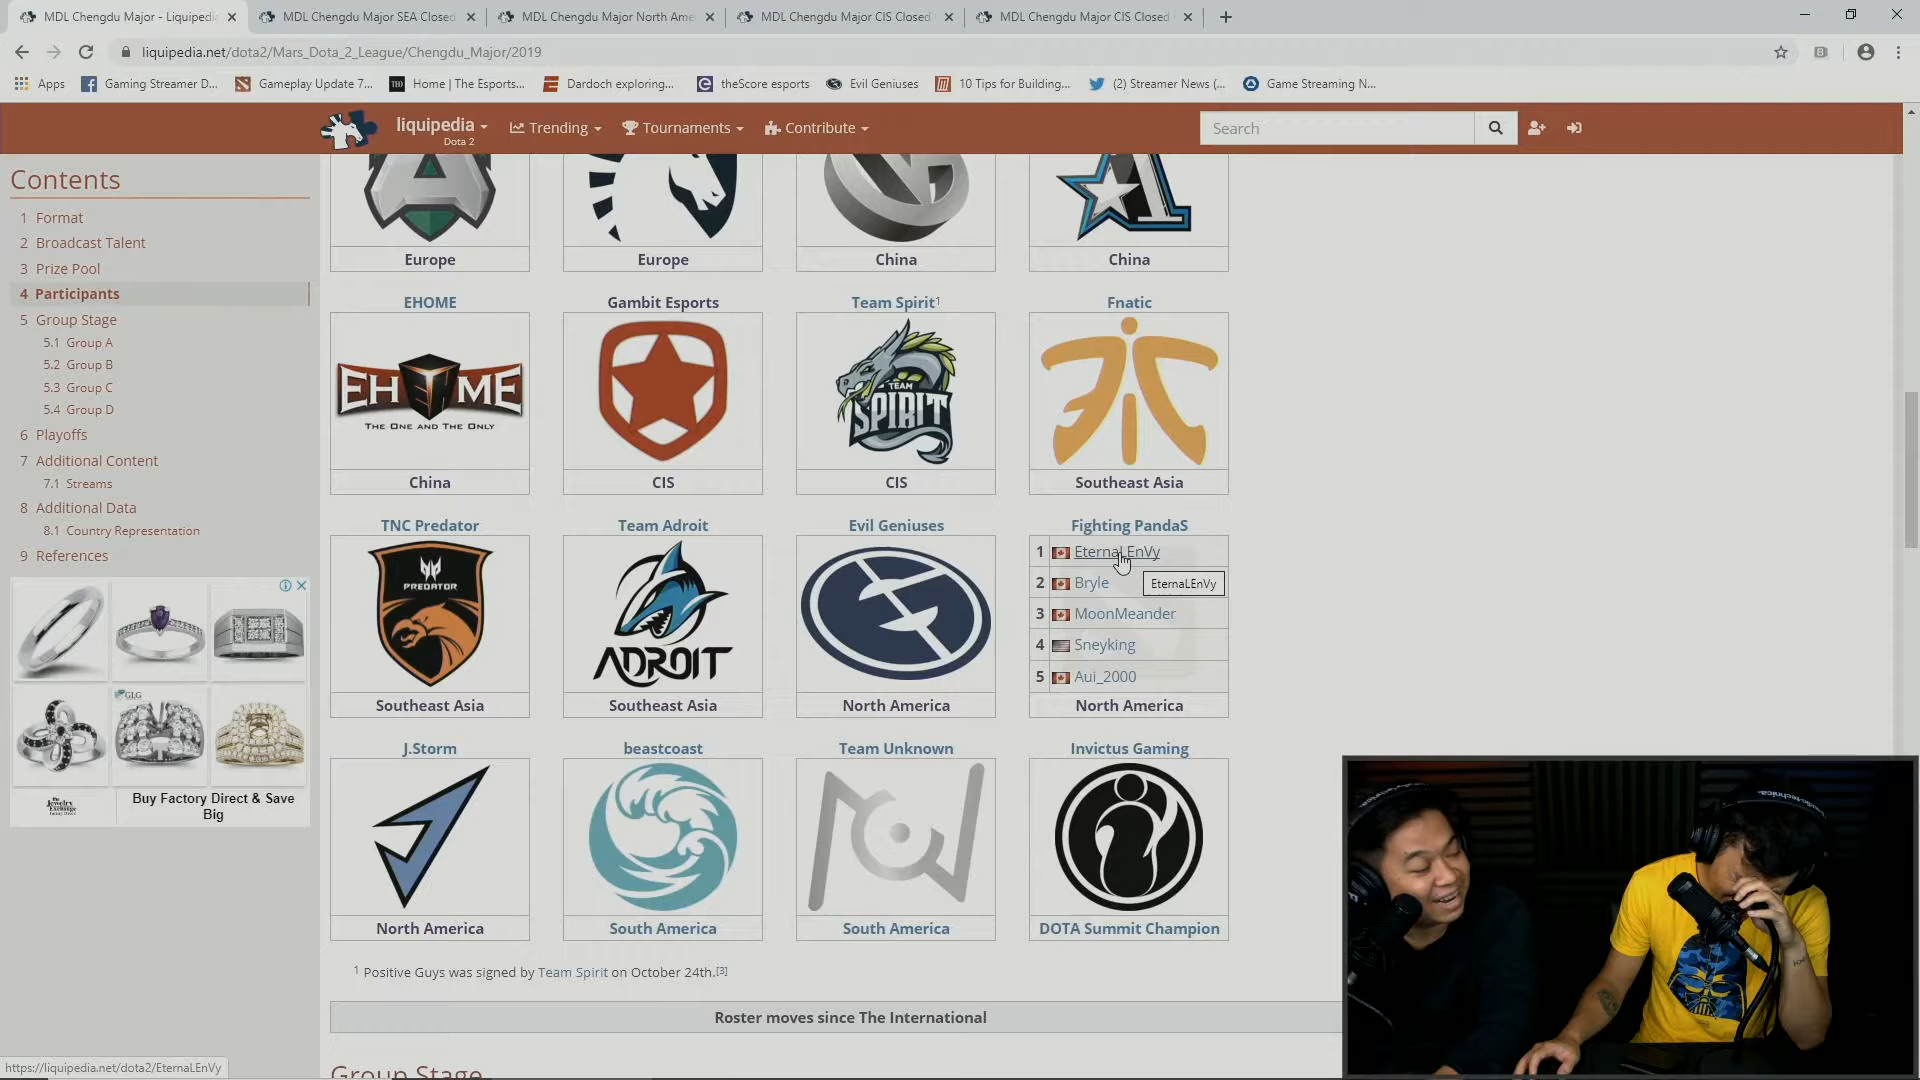 MDL Chengdu Major - Liquipedi
MDL Chengdu Major SEA Closed
MDL Chengdu Major North Ame
MDL Chengdu Major CIS Closed
MDL Chengdu Major CIS Closed
liquipedia.net/dota2/Mars_Dota_2_League/Chengdu_Major/2019
Apps
Gaming Streamer D...
Gameplay Update 7...
Home | The Esports...
Dardoch exploring...
theScore esports
Evil Geniuses
10 Tips for Building...
(2) Streamer News (...
Game Streaming N...
liquipedia
Dota 2
Trending
Tournaments
Contribute
Search
Contents
1 Format
2 Broadcast Talent
3 Prize Pool
4 Participants
5 Group Stage
5.1 Group A
5.2 Group B
5.3 Group C
5.4 Group D
6 Playoffs
7 Additional Content
7.1 Streams
8 Additional Data
8.1 Country Representation
9 References
GLG
Buy Factory Direct & Save
Big
Europe
Europe
China
China
EHOME
Gambit Esports
Team Spirit1
Fnatic
EHOME
THE ONE AND THE ONLY
TEAM
SPIRIT
China
CIS
CIS
Southeast Asia
TNC Predator
Team Adroit
Evil Geniuses
Fighting PandaS
PREDATOR
ADROIT
1 EternaLEnVy
2 Bryle
EternaLEnVy
3 MoonMeander
4 Sneyking
5 Aui_2000
Southeast Asia
Southeast Asia
North America
North America
J.Storm
beastcoast
Team Unknown
Invictus Gaming
North America
South America
South America
DOTA Summit Champion
1 Positive Guys was signed by Team Spirit on October 24th.[3]
Roster moves since The International
Group Stage
https://liquipedia.net/dota2/EternaLEnVy
audio-technica